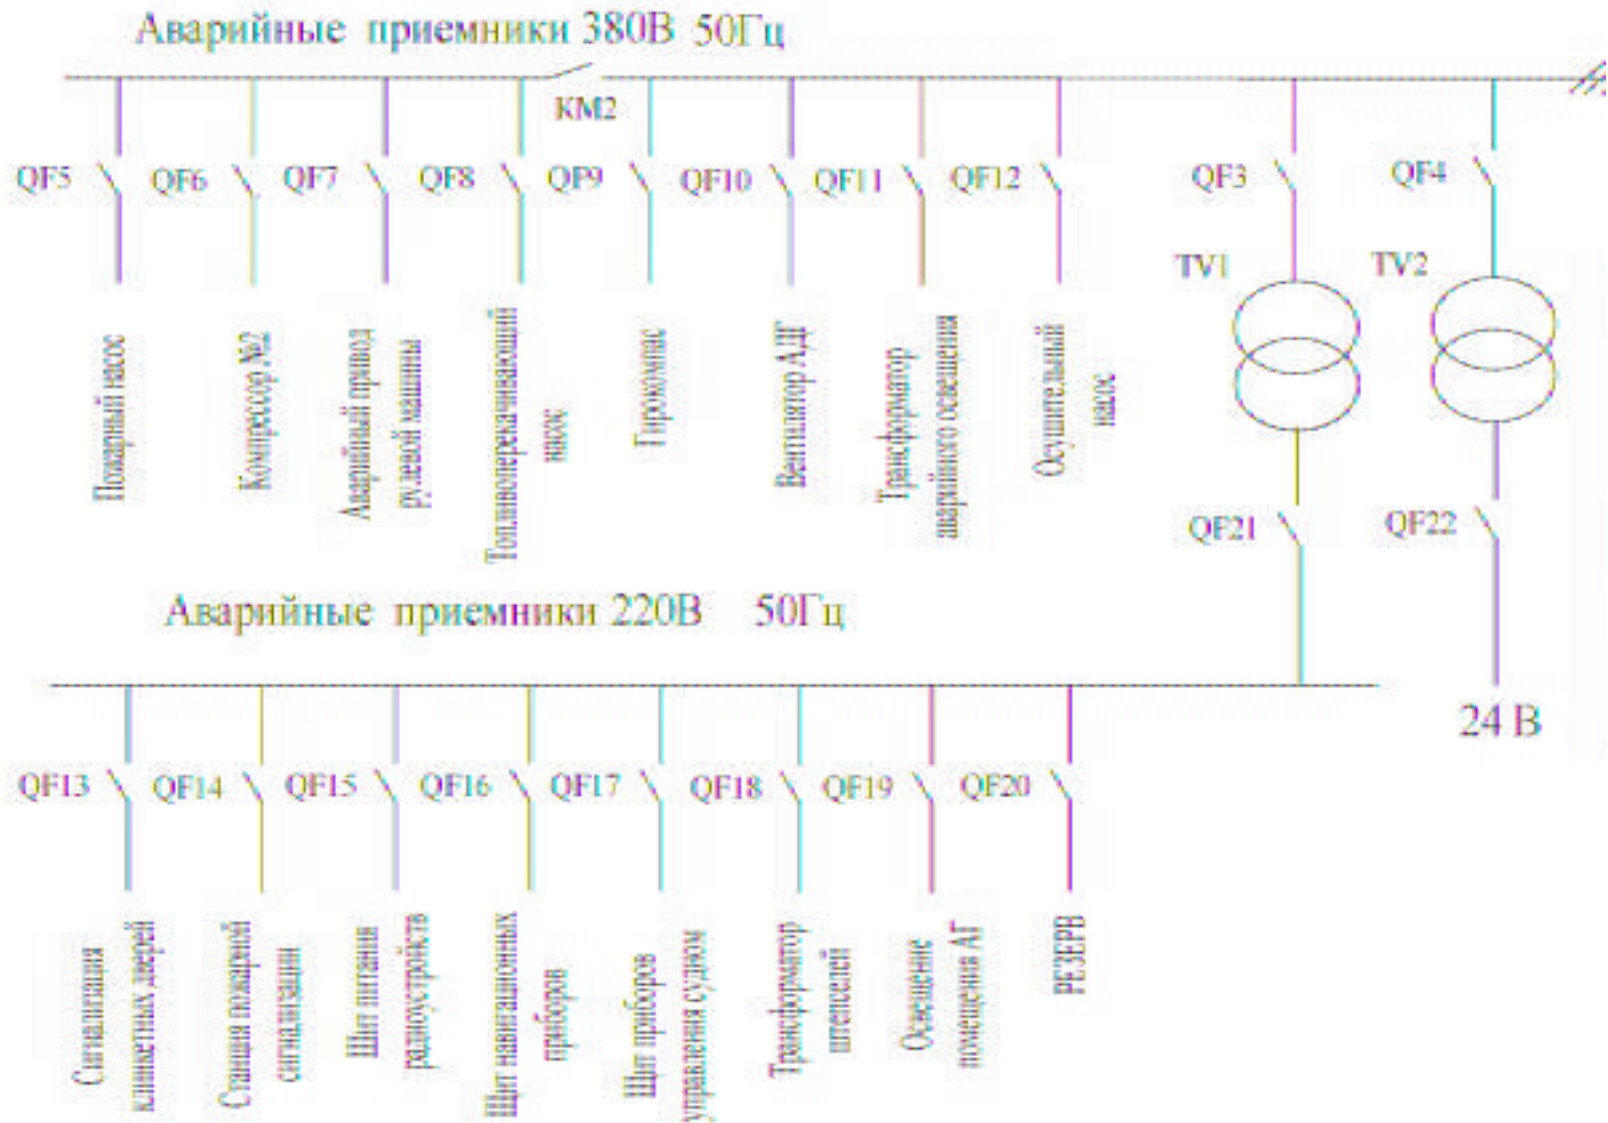 Аварийные приемники 380В 50Гц
КМ2
QF5 QF6 QF7 QF8 QF9 QF10 QF11 QF12 QF3 QF4
TV1 TV2
Пожарный насос
Компрессор №2
Аварийный привод
рулевой машины
Топливоперекачивающий
насос
Гирокомпас
Вентилятор АДГ
Трансформатор
аварийного освещения
Осушительный
насос
QF21 QF22
Аварийные приемники 220В 50Гц
24 В
QF13 QF14 QF15 QF16 QF17 QF18 QF19 QF20
Сигнализация
клинкетных дверей
Станция пожарной
сигнализации
Щит питания
радиоустройств
Щит навигационных
приборов
Щит приборов
управления судном
Трансформатор
штепселей
Освещение
помещения АГ
РЕЗЕРВ